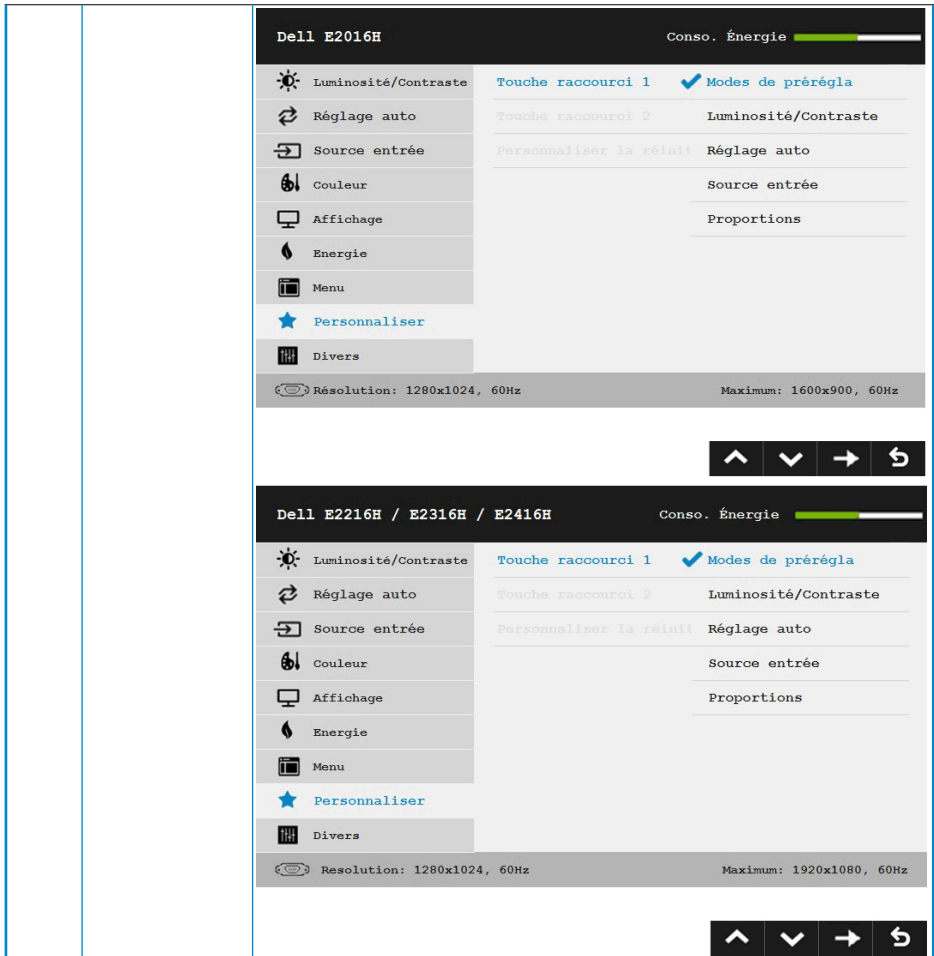 Dell E2016H Conso. Énergie
Luminosité/Contraste Touche raccourci 1 Modes de prérégla
Réglage auto Touche raccourci 2 Luminosité/Contraste
Source entrée Personnaliser la réinit Réglage auto
Couleur Source entrée
Affichage Proportions
Energie
Menu
Personnaliser
Divers
Résolution: 1280x1024, 60Hz Maximum: 1600x900, 60Hz
Dell E2216H / E2316H / E2416H Conso. Énergie
Luminosité/Contraste Touche raccourci 1 Modes de prérégla
Réglage auto Touche raccourci 2 Luminosité/Contraste
Source entrée Personnaliser la réinit Réglage auto
Couleur Source entrée
Affichage Proportions
Energie
Menu
Personnaliser
Divers
Resolution: 1280x1024, 60Hz Maximum: 1920x1080, 60Hz